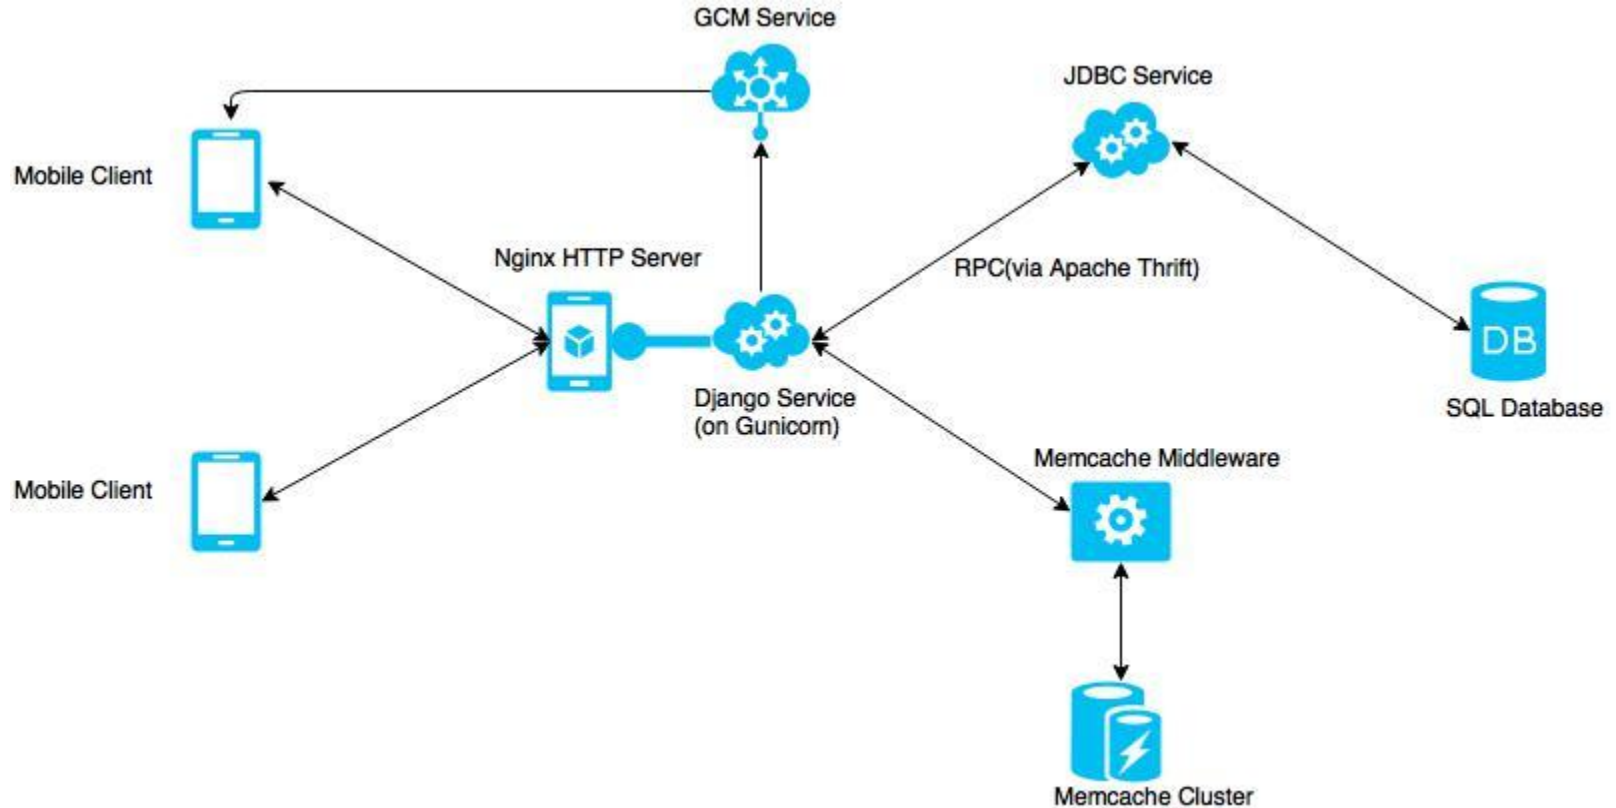 GCM Service
JDBC Service
Mobile Client
Nginx HTTP Server
RPC(via Apache Thrift)
DB
Django Service
(on Gunicorn)
SQL Database
Memcache Middleware
Mobile Client
Memcache Cluster